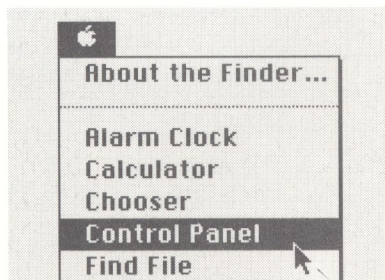 About the Finder...
Alarm Clock
Calculator
Chooser
Control Panel
Find File